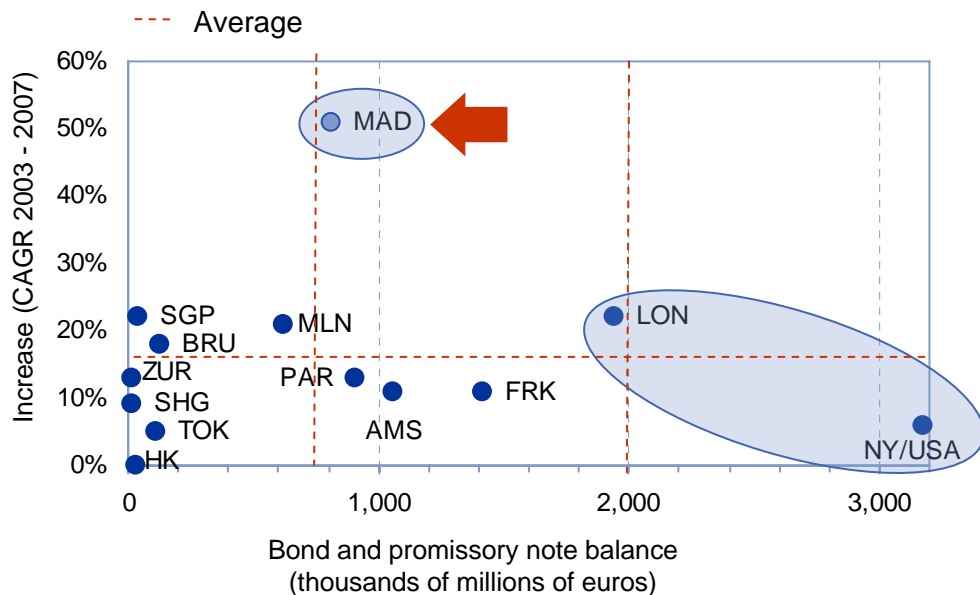 Average
60%
50%
40%
30%
20%
10%
0%
Increase (CAGR 2003 - 2007)
MAD
SGP
MLN
LON
BRU
ZUR
PAR
FRK
SHG
TOK
AMS
HK
NY/USA
0
1,000
2,000
3,000
Bond and promissory note balance
(thousands of millions of euros)